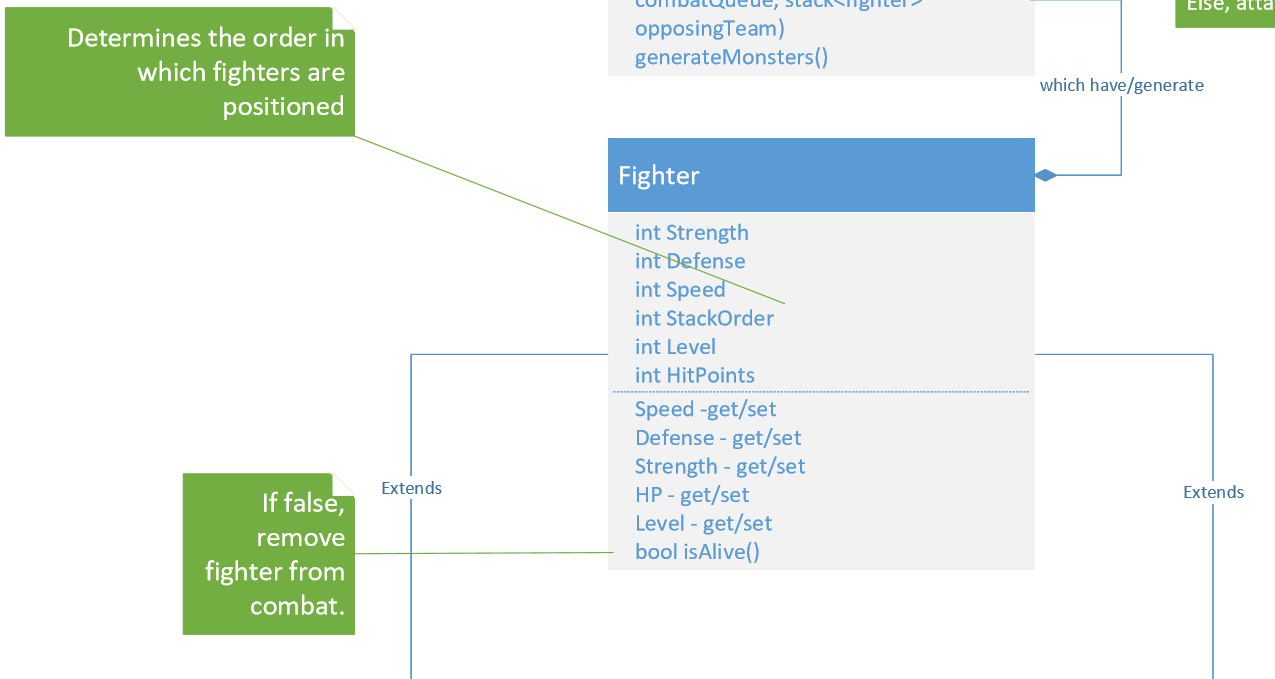 Determines the order in
which fighters are
positioned
combatQueue, stack<fighter>
opposingTeam)
generateMonsters()
Else, atta
which have/generate
Fighter
int Strength
int Defense
int Speed
int StackOrder
int Level
int HitPoints
Speed -get/set
Defense - get/set
Strength - get/set
HP - get/set
Level - get/set
bool isAlive()
If false,
remove
fighter from
combat.
Extends
Extends